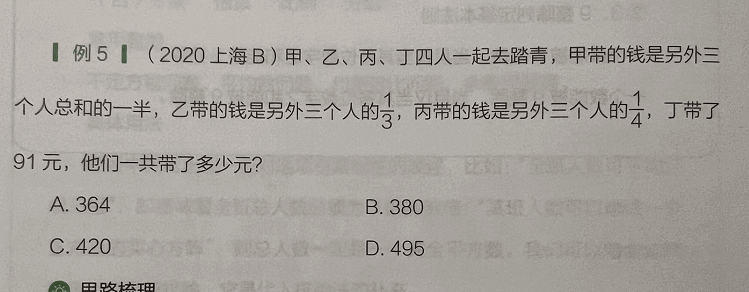 例 5 （2020 上海 B）甲、乙、丙、丁四人一起去踏青，甲带的钱是另外三
个人总和的一半，乙带的钱是另外三个人的1/3，丙带的钱是另外三个人的1/4，丁带了
91 元，他们一共带了多少元？
A. 364 B. 380
C. 420 D. 495
思路梳理